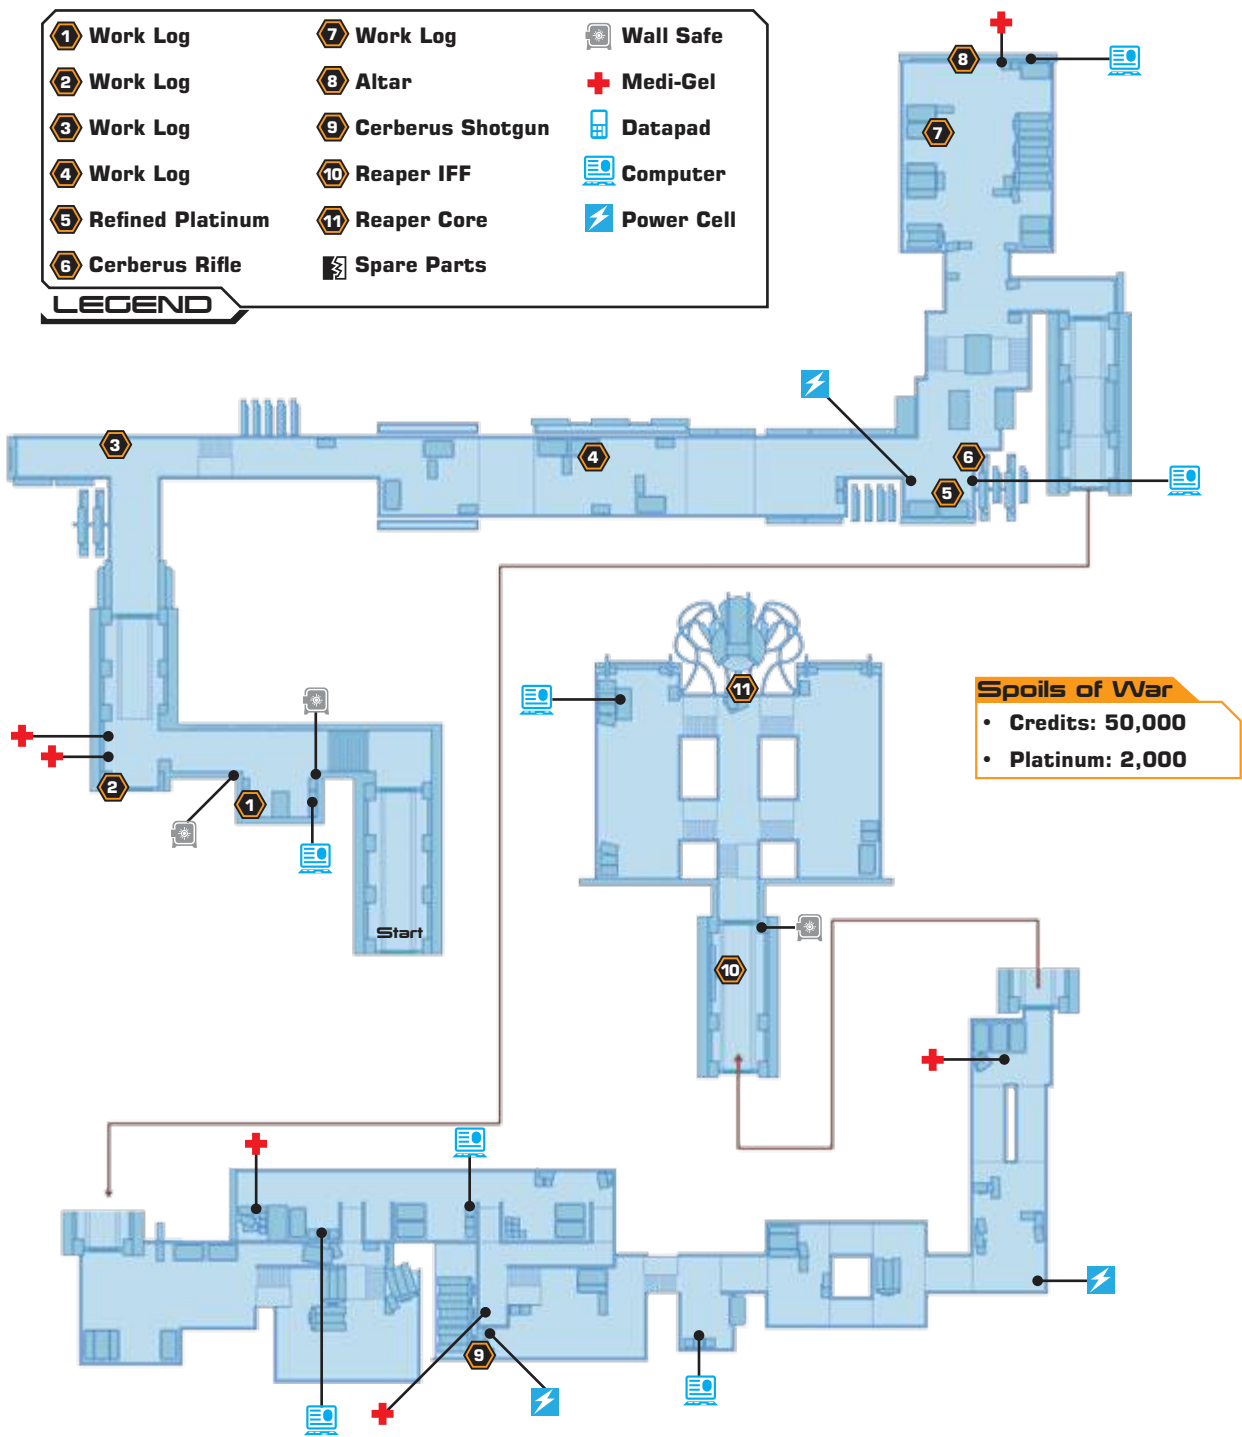 1 Work Log
2 Work Log
3 Work Log
4 Work Log
5 Refined Platinum
6 Cerberus Rifle
7 Work Log
8 Altar
9 Cerberus Shotgun
10 Reaper IFF
11 Reaper Core
Spare Parts
Wall Safe
Medi-Gel
Datapad
Computer
Power Cell
LEGEND
8
7
3
4
6
5
11
Spoils of War
• Credits: 50,000
• Platinum: 2,000
2
1
Start
10
9